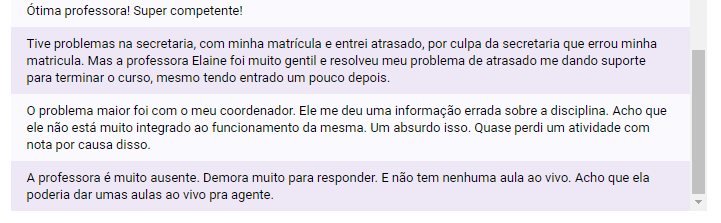 Ótima professora! Super competente!
Tive problemas na secretaria, com minha matrícula e entrei atrasado, por culpa da secretaria que errou minha
matricula. Mas a professora Elaine foi muito gentil e resolveu meu problema de atrasado me dando suporte
para terminar o curso, mesmo tendo entrado um pouco depois.
O problema maior foi com o meu coordenador. Ele me deu uma informação errada sobre a disciplina. Acho que
ele não está muito integrado ao funcionamento da mesma. Um absurdo isso. Quase perdi um atividade com
nota por causa disso.
A professora é muito ausente. Demora muito para responder. E não tem nenhuma aula ao vivo. Acho que ela
poderia dar umas aulas ao vivo pra agente.